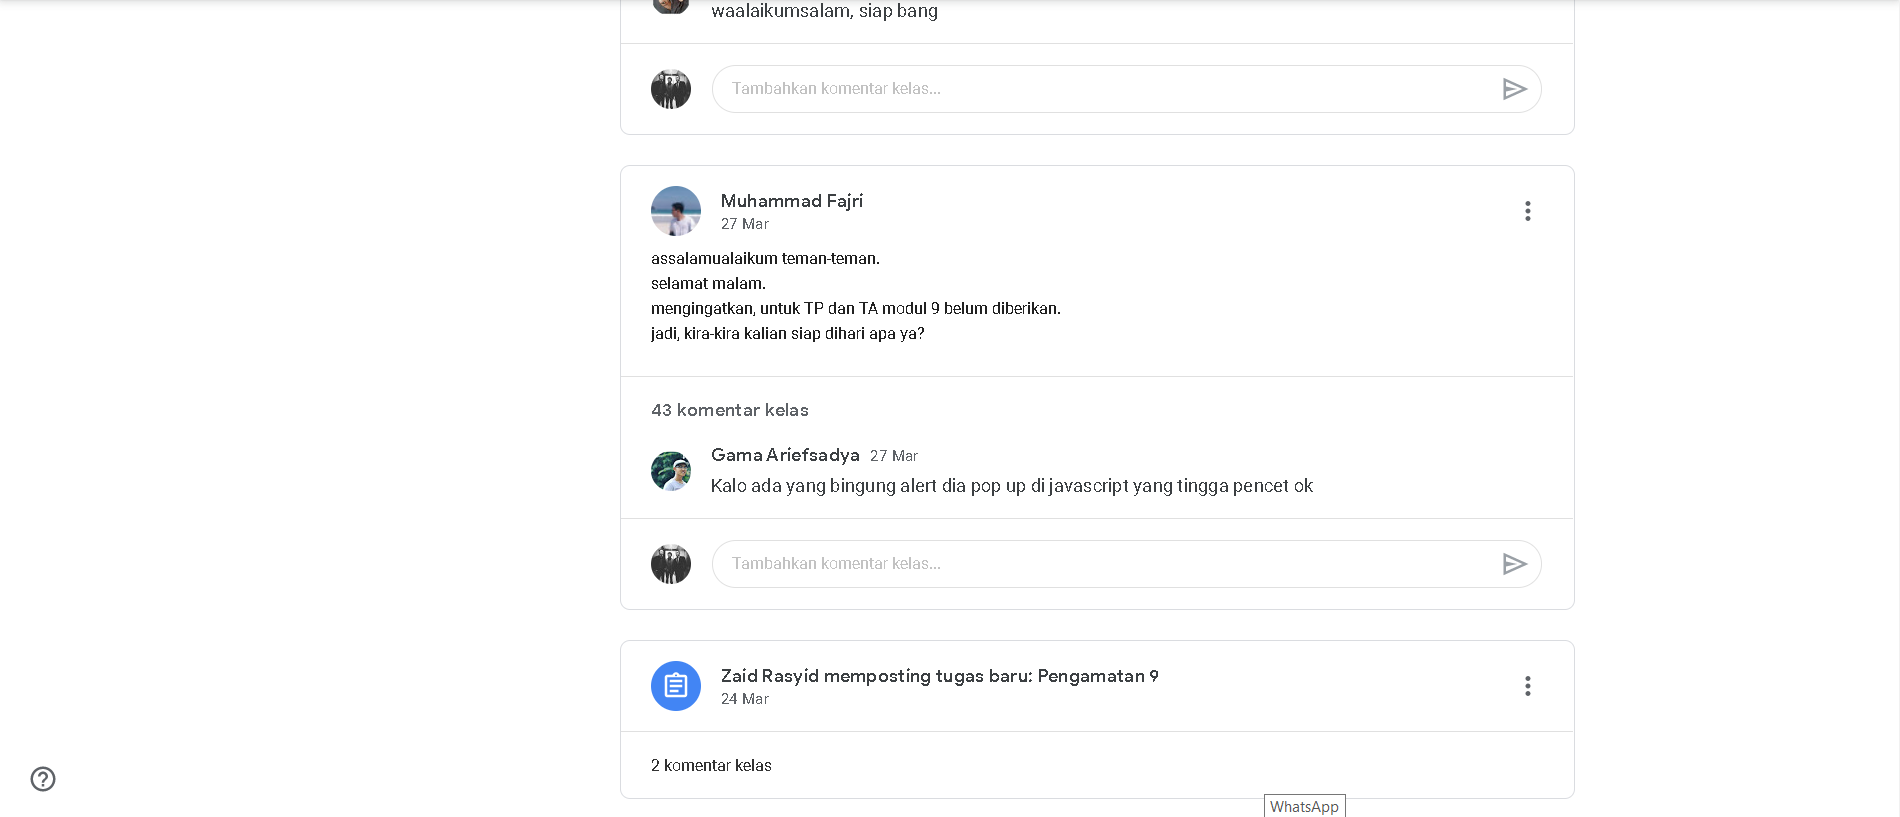 waalaikumsalam, siap bang
Tambahkan komentar kelas...
Muhammad Fajri
27 Mar
assalamualaikum teman-teman.
selamat malam.
mengingatkan, untuk TP dan TA modul 9 belum diberikan.
jadi, kira-kira kalian siap dihari apa ya?
43 komentar kelas
Gama Ariefsadya 27 Mar
Kalo ada yang bingung alert dia pop up di javascript yang tingga pencet ok
Tambahkan komentar kelas...
Zaid Rasyid memposting tugas baru: Pengamatan 9
24 Mar
2 komentar kelas
WhatsApp